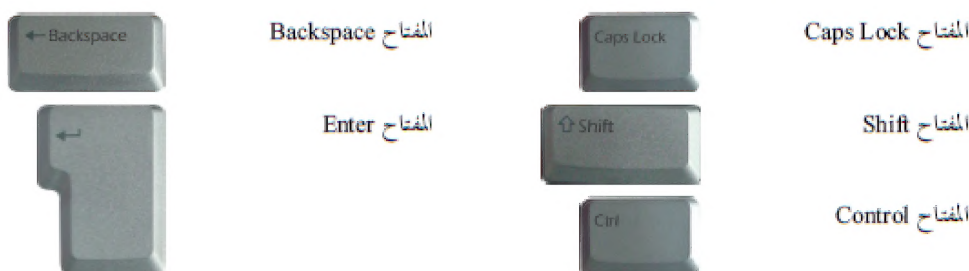 المفتاح Caps Lock
Caps Lock
المفتاح Backspace
←Backspace
المفتاح Shift
⇧ Shift
المفتاح Enter
↵
المفتاح Control
Ctrl